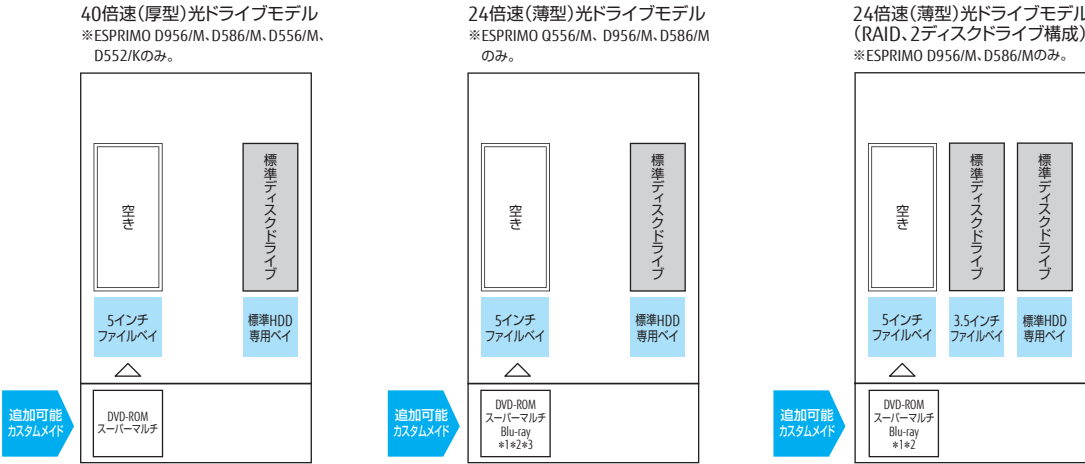 40倍速(厚型)光ドライブモデル
※ESPRIMO D956/M、D586/M、D556/M、
D552/Kのみ。
空き
標準ディスクドライブ
5インチ
ファイルベイ
標準HDD
専用ベイ
△
追加可能
カスタムメイド
DVD-ROM
スーパーマルチ
24倍速(薄型)光ドライブモデル
※ESPRIMO Q556/M、D956/M、D586/M
のみ。
空き
標準ディスクドライブ
5インチ
ファイルベイ
標準HDD
専用ベイ
△
追加可能
カスタムメイド
DVD-ROM
スーパーマルチ
Blu-ray
*1*2*3
24倍速(薄型)光ドライブモデル
(RAID、2ディスクドライブ構成)
※ESPRIMO D956/M、D586/Mのみ。
空き
標準ディスクドライブ
標準ディスクドライブ
5インチ
ファイルベイ
3.5インチ
ファイルベイ
標準HDD
専用ベイ
△
追加可能
カスタムメイド
DVD-ROM
スーパーマルチ
Blu-ray
*1*2